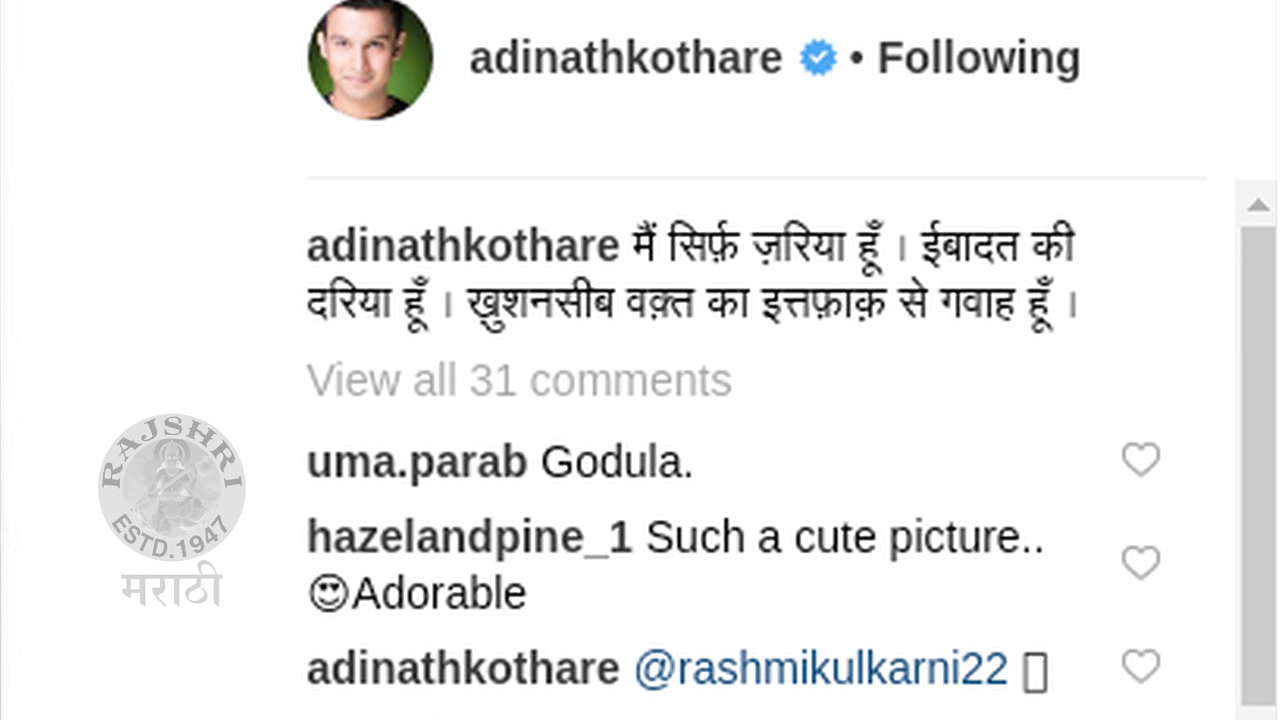 adinathkothare • Following
adinathkothare मैं सिर्फ़ ज़रिया हूँ । ईबादत की
दरिया हूँ । ख़ुशनसीब वक़्त का इत्तफ़ाक़ से गवाह हूँ ।
View all 31 comments
RAJSHRI
ESTD.1947
मराठी
uma.parab Godula.
hazelandpine_1 Such a cute picture..
😍Adorable
adinathkothare @rashmikulkarni22